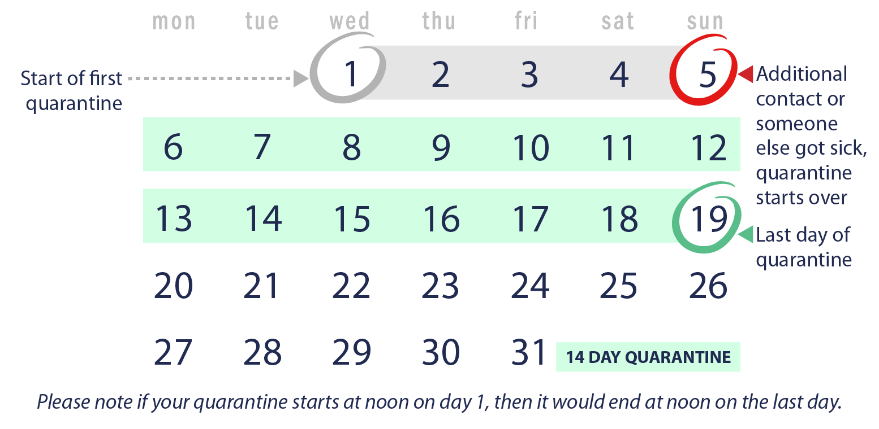 mon tue wed thu fri sat sun
Start of first
quarantine
1 2 3 4 5
Additional
contact or
someone
else got sick,
quarantine
starts over
6 7 8 9 10 11 12
13 14 15 16 17 18 19
Last day of
quarantine
20 21 22 23 24 25 26
27 28 29 30 31
14 DAY QUARANTINE
Please note if your quarantine starts at noon on day 1, then it would end at noon on the last day.